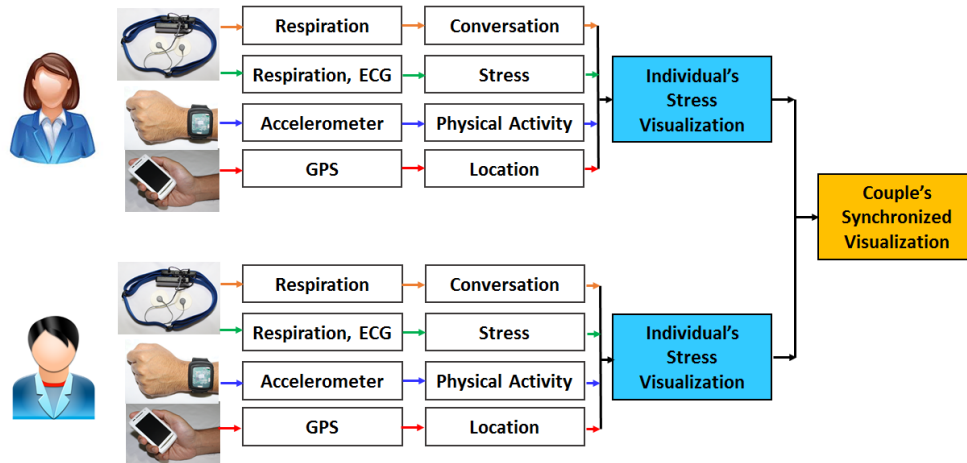 Respiration
Conversation
Respiration, ECG
Stress
Accelerometer
Physical Activity
GPS
Location
Individual's
Stress
Visualization
Couple's
Synchronized
Visualization
Respiration
Conversation
Respiration, ECG
Stress
Accelerometer
Physical Activity
GPS
Location
Individual's
Stress
Visualization